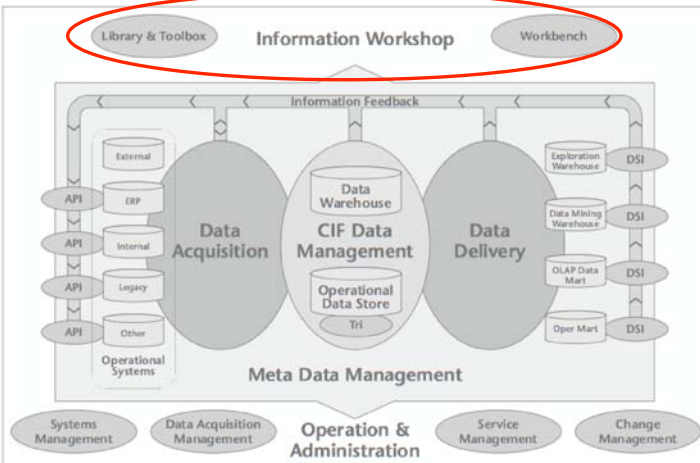 Library & Toolbox
Information Workshop
Workbench
Information Feedback
External
Exploration
Warehouse
DSI
API
ERP
Data
Warehouse
Data Mining
Warehouse
DSI
API
Internal
Data
Acquisition
CIF Data
Management
Data
Delivery
API
Legacy
Operational
Data Store
OLAP Data
Mart
DSI
API
Other
Tri
Oper Mart
DSI
Operational
Systems
Meta Data Management
Systems
Management
Data Acquisition
Management
Operation &
Administration
Service
Management
Change
Management